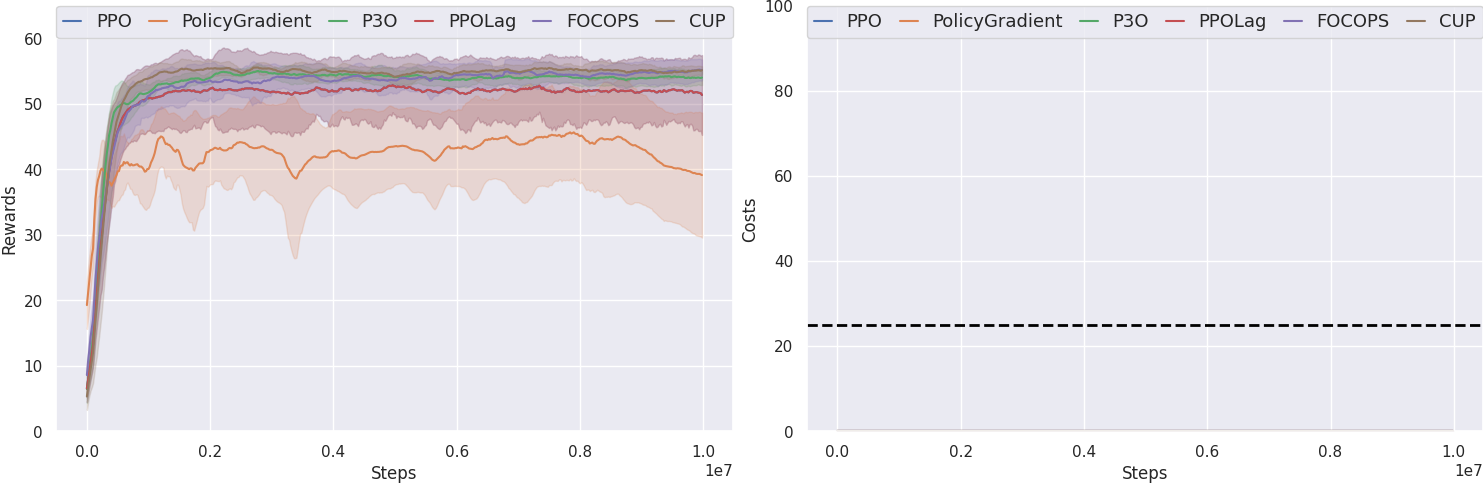 PPO PolicyGradient P3O PPOLag FOCOPS CUP
60
50
40
30
20
10
0
Rewards
0.0 0.2 0.4 0.6 0.8 1.0
1e7
Steps
PPO PolicyGradient P3O PPOLag FOCOPS CUP
100
80
60
40
20
0
Costs
0.0 0.2 0.4 0.6 0.8 1.0
1e7
Steps